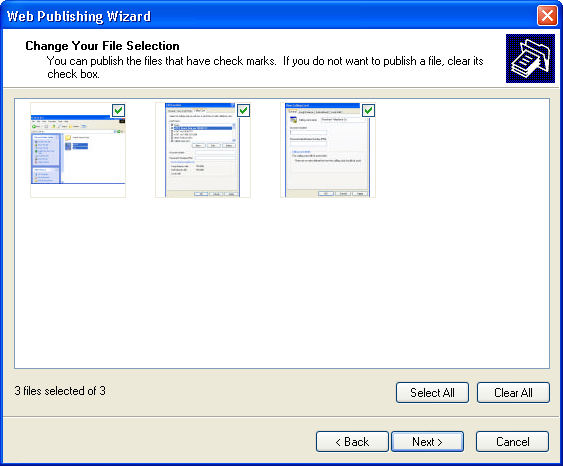 Web Publishing Wizard
Change Your File Selection
You can publish the files that have check marks. If you do not want to publish a file, clear its
check box.
3 files selected of 3
Select All
Clear All
< Back
Next >
Cancel